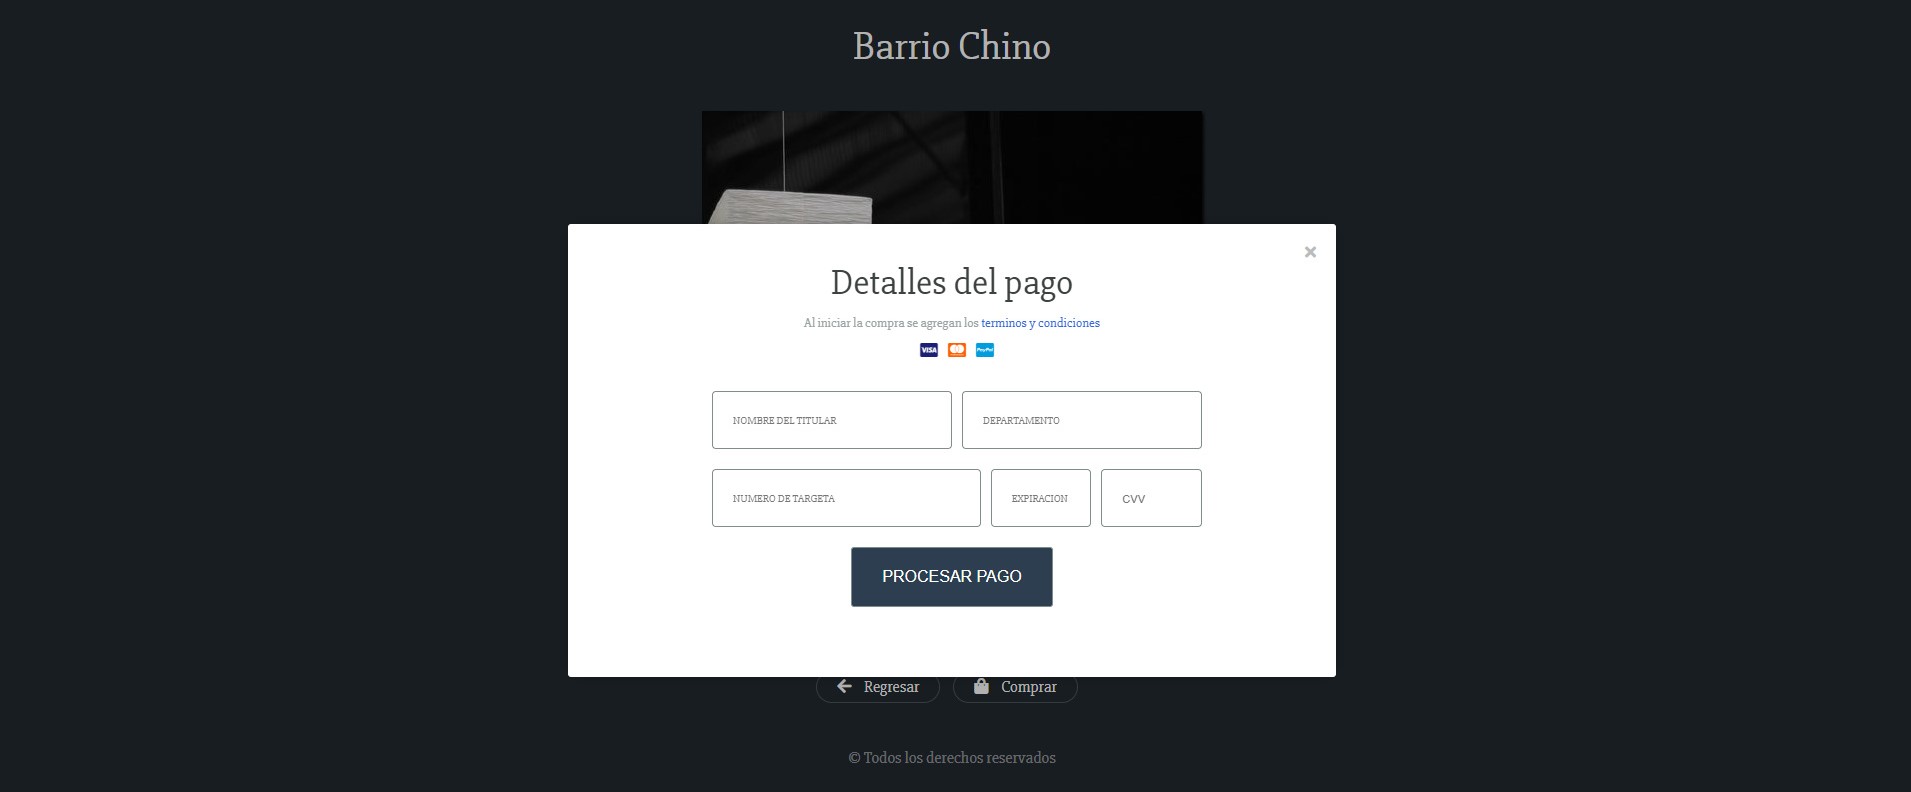 Barrio Chino
Detalles del pago
Al iniciar la compra se agregan los terminos y condiciones
VISA PayPal
NOMBRE DEL TITULAR DEPARTAMENTO
NUMERO DE TARGETA EXPIRACION CVV
PROCESAR PAGO
Regresar Comprar
© Todos los derechos reservados